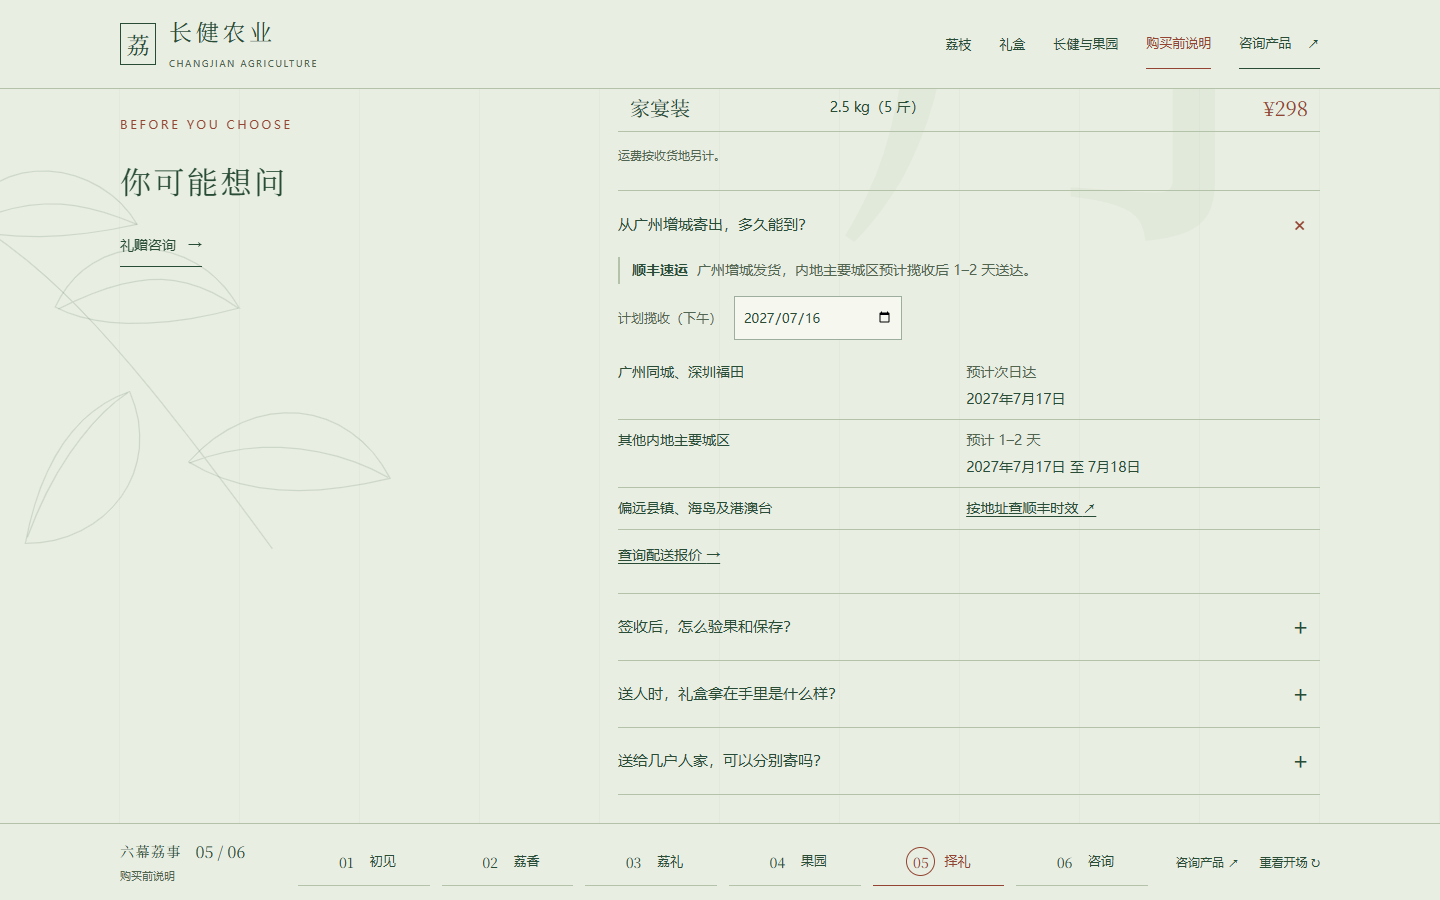 荔
长健农业
CHANGJIAN AGRICULTURE
荔枝
礼盒
长健与果园
购买前说明
咨询产品 ↗
BEFORE YOU CHOOSE
你可能想问
礼赠咨询 →
家宴装 2.5 kg（5 斤） ¥298
运费按收货地另计。
从广州增城寄出，多久能到？ ×
顺丰速运 广州增城发货，内地主要城区预计揽收后 1–2 天送达。
计划揽收（下午） 2027/07/16
广州同城、深圳福田 预计次日达
2027年7月17日
其他内地主要城区 预计 1–2 天
2027年7月17日 至 7月18日
偏远县镇、海岛及港澳台 按地址查顺丰时效 ↗
查询配送报价 →
签收后，怎么验果和保存？ +
送人时，礼盒拿在手里是什么样？ +
送给几户人家，可以分别寄吗？ +
六幕荔事 05 / 06
购买前说明
01 初见
02 荔香
03 荔礼
04 果园
05 择礼
06 咨询
咨询产品 ↗
重看开场 ↻